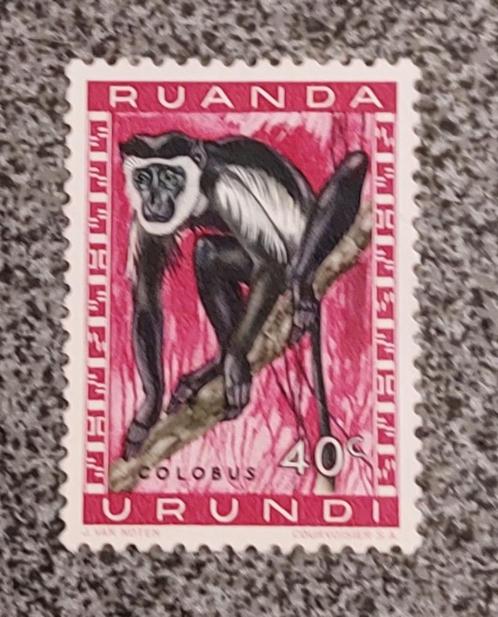 RUANDA
COLOBUS
40c
URUNDI
J. VAN NOTEN
COURVOISIER S.A.